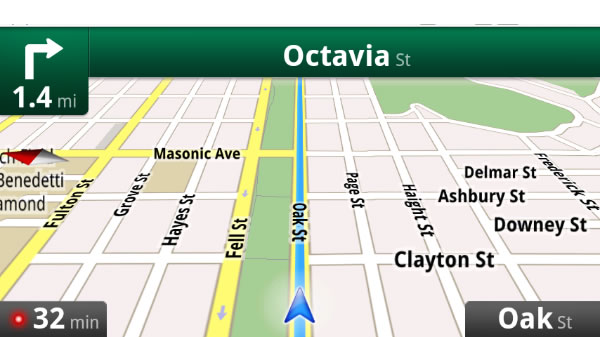 Octavia St
1.4 mi
Masonic Ave
Benedetti
amond
Fulton St
Grove St
Hayes St
Fell St
Oak St
Page St
Haight St
Delmar St
Frederick St
Ashbury St
Downey St
Clayton St
32 min
Oak St